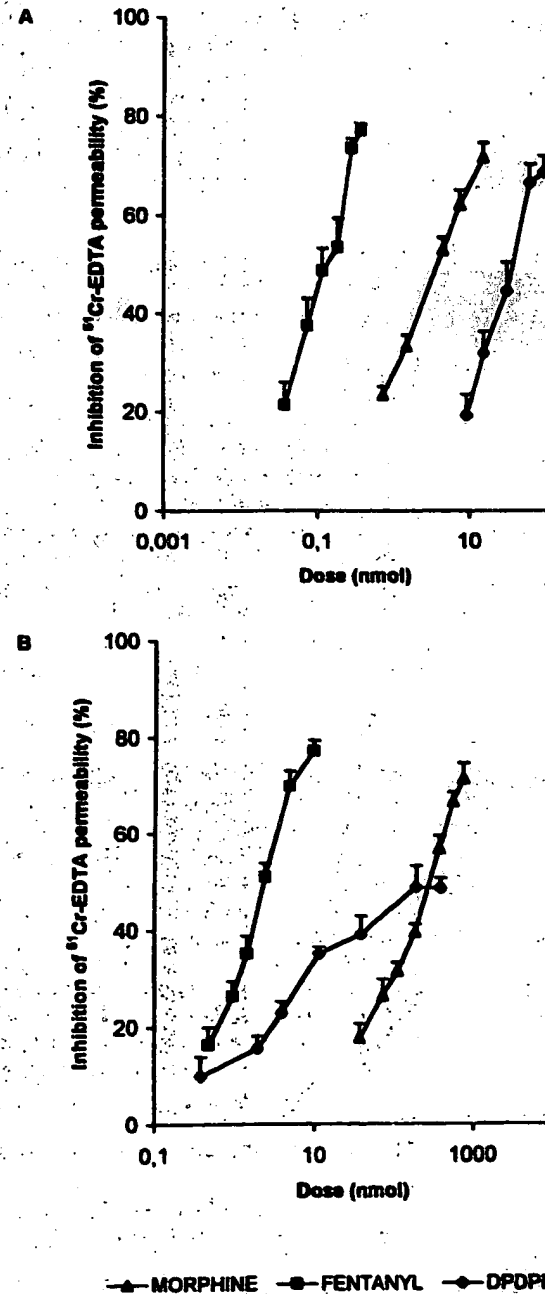 A
100
80
60
40
20
0
Inhibition of ⁵¹Cr-EDTA permeability (%)
0,001 0,1 10
Dose (nmol)
B
100
80
60
40
20
0
Inhibition of ⁵¹Cr-EDTA permeability (%)
0,1 10 1000
Dose (nmol)
MORPHINE FENTANYL DPDP